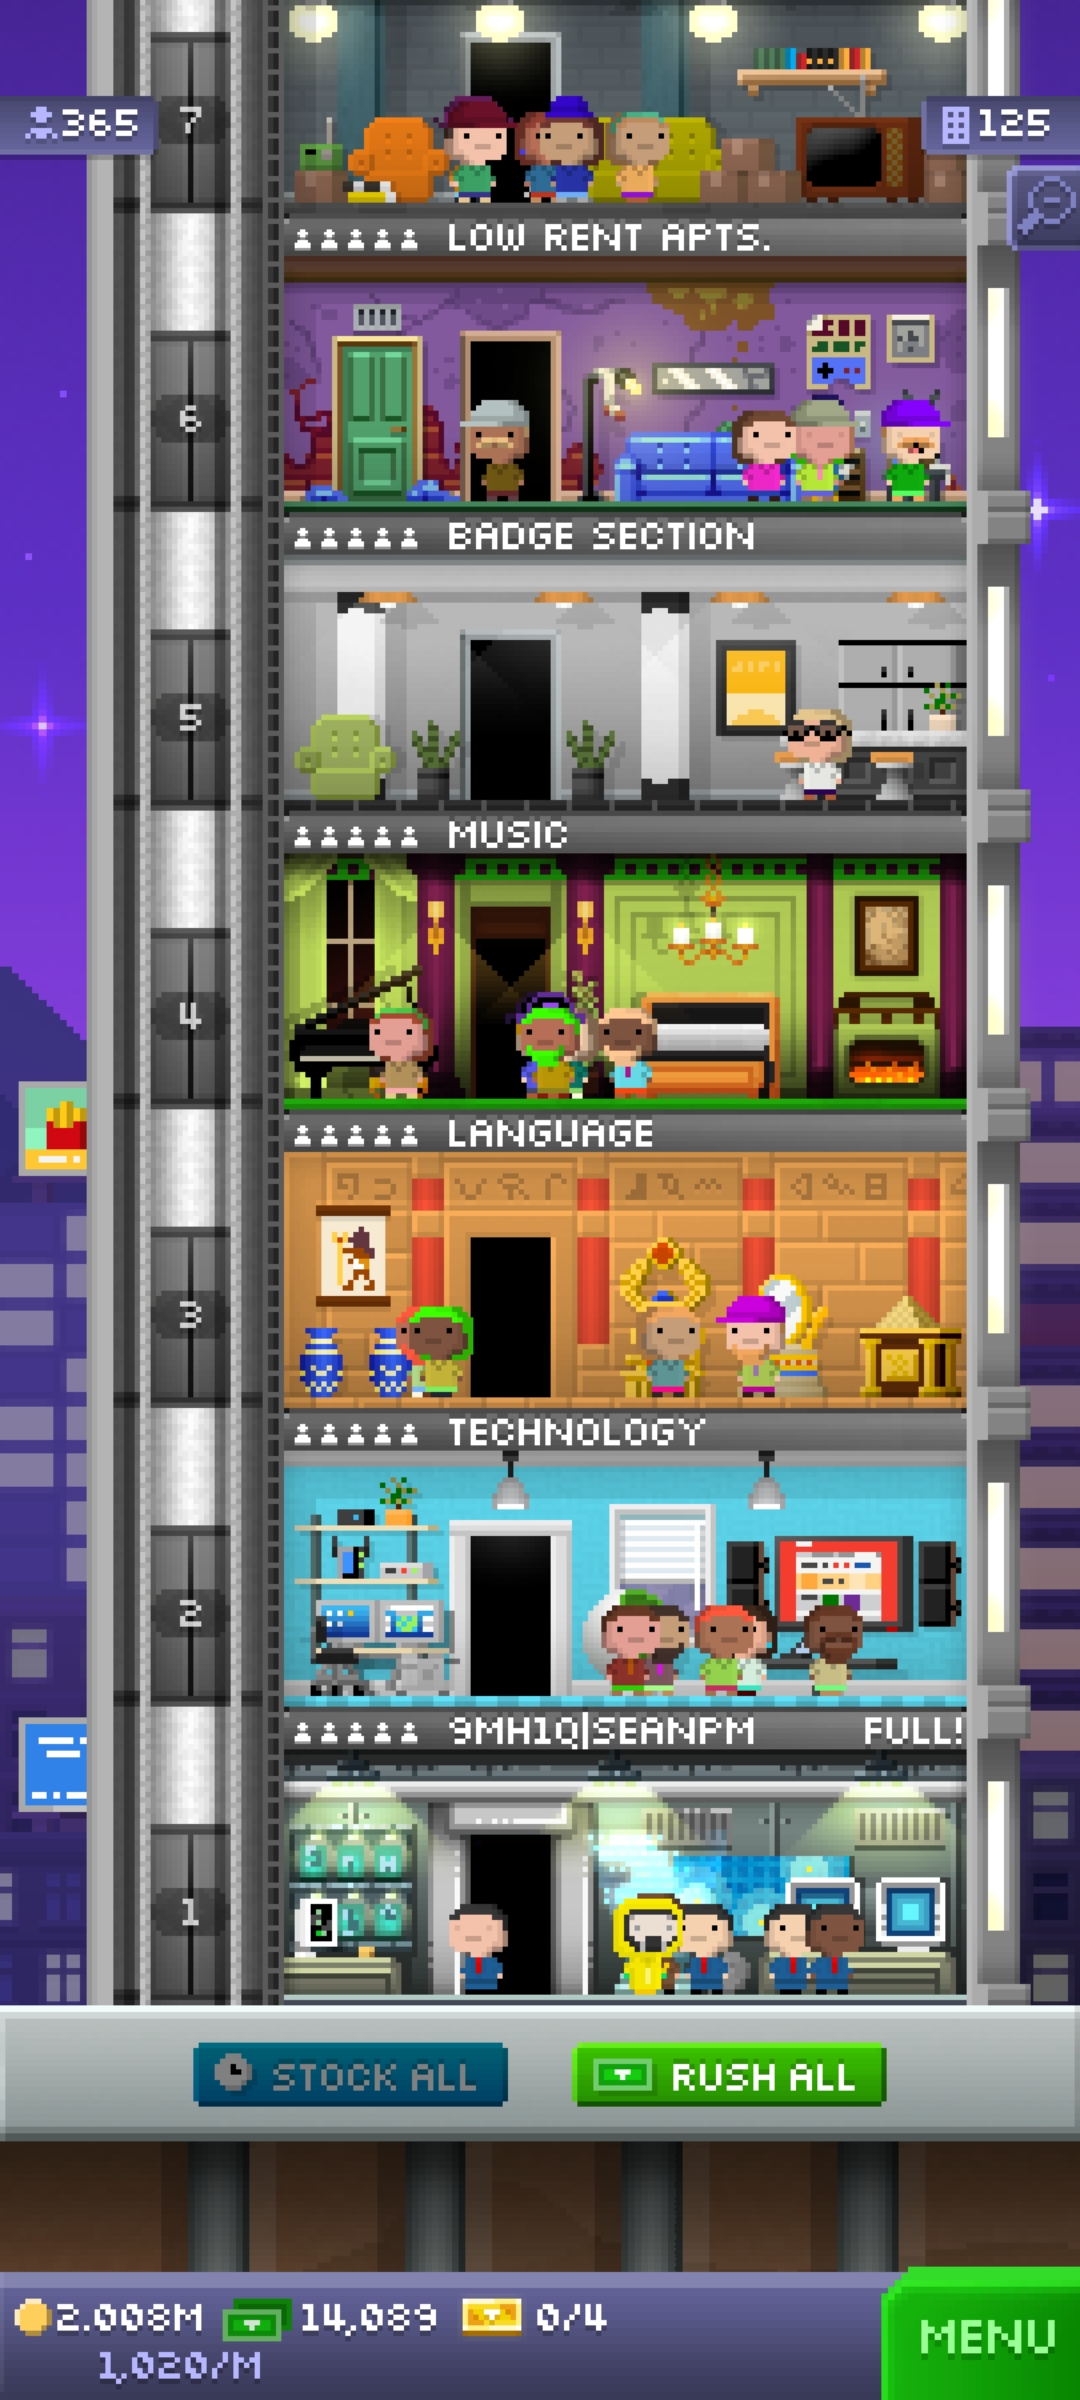 365
7
125
LOW RENT APTS.
6
BADGE SECTION
5
MUSIC
4
LANGUAGE
3
TECHNOLOGY
2
9MH1Q|SEANPM FULL!
1
STOCK ALL
RUSH ALL
2.008M 14,089 0/4
1,020/M
MENU